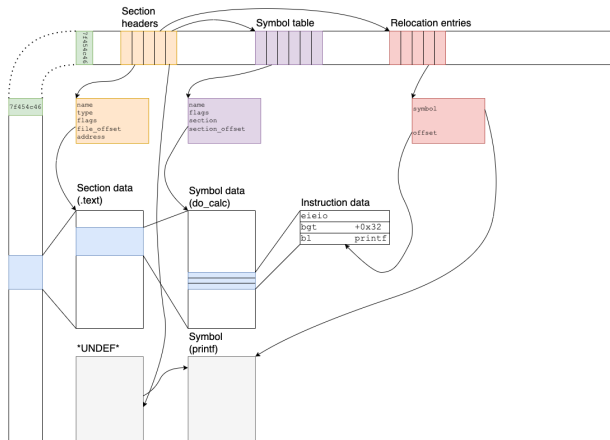 Section
headers
Symbol table
Relocation entries
7f454c46
7f454c46
name
type
flags
file_offset
address
name
flags
section
section_offset
symbol
offset
Section data
(.text)
Symbol data
(do_calc)
Instruction data
eieio
bgt +0x32
bl printf
*UNDEF*
Symbol
(printf)